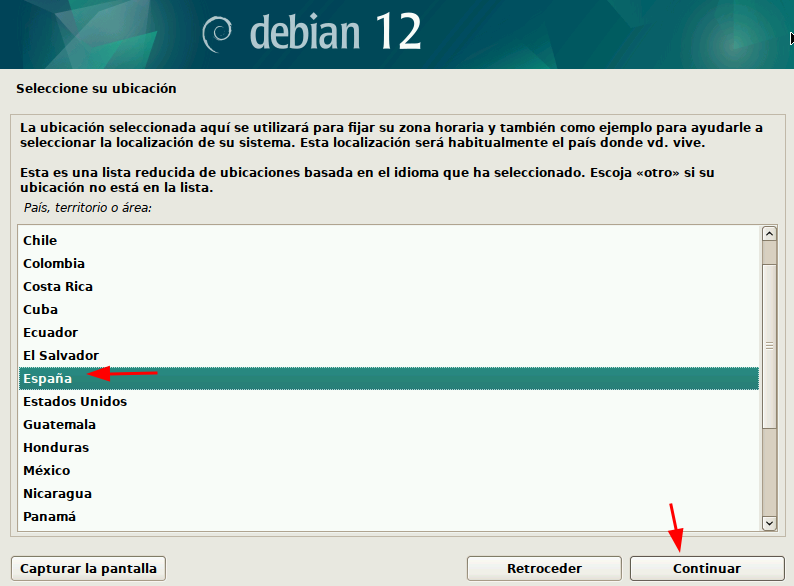 debian 12
Seleccione su ubicación
La ubicación seleccionada aquí se utilizará para fijar su zona horaria y también como ejemplo para ayudarle a
seleccionar la localización de su sistema. Esta localización será habitualmente el país donde vd. vive.
Esta es una lista reducida de ubicaciones basada en el idioma que ha seleccionado. Escoja «otro» si su
ubicación no está en la lista.
País, territorio o área:
Chile
Colombia
Costa Rica
Cuba
Ecuador
El Salvador
España
Estados Unidos
Guatemala
Honduras
México
Nicaragua
Panamá
Capturar la pantalla
Retroceder
Continuar